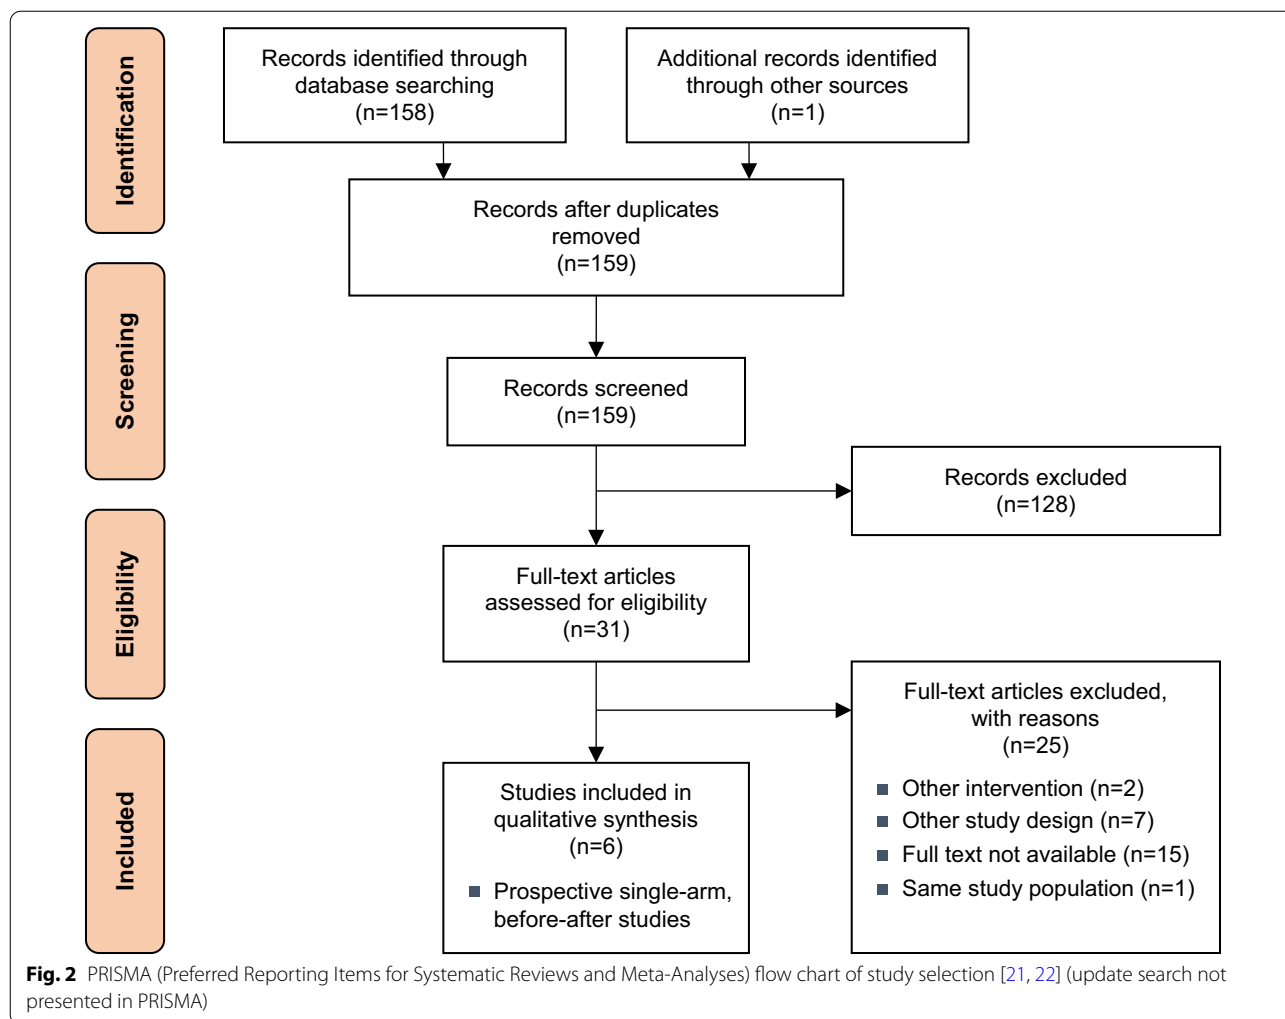 Identification
Records identified through
database searching
(n=158)
Additional records identified
through other sources
(n=1)
Records after duplicates
removed
(n=159)
Screening
Records screened
(n=159)
Records excluded
(n=128)
Eligibility
Full-text articles
assessed for eligibility
(n=31)
Full-text articles excluded,
with reasons
(n=25)
■ Other intervention (n=2)
■ Other study design (n=7)
■ Full text not available (n=15)
■ Same study population (n=1)
Included
Studies included in
qualitative synthesis
(n=6)
■ Prospective single-arm,
before-after studies
Fig. 2 PRISMA (Preferred Reporting Items for Systematic Reviews and Meta-Analyses) flow chart of study selection [21, 22] (update search not
presented in PRISMA)